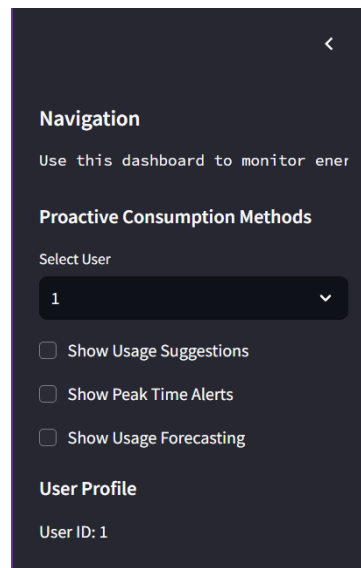 Navigation
Use this dashboard to monitor ener
Proactive Consumption Methods
Select User
1
Show Usage Suggestions
Show Peak Time Alerts
Show Usage Forecasting
User Profile
User ID: 1